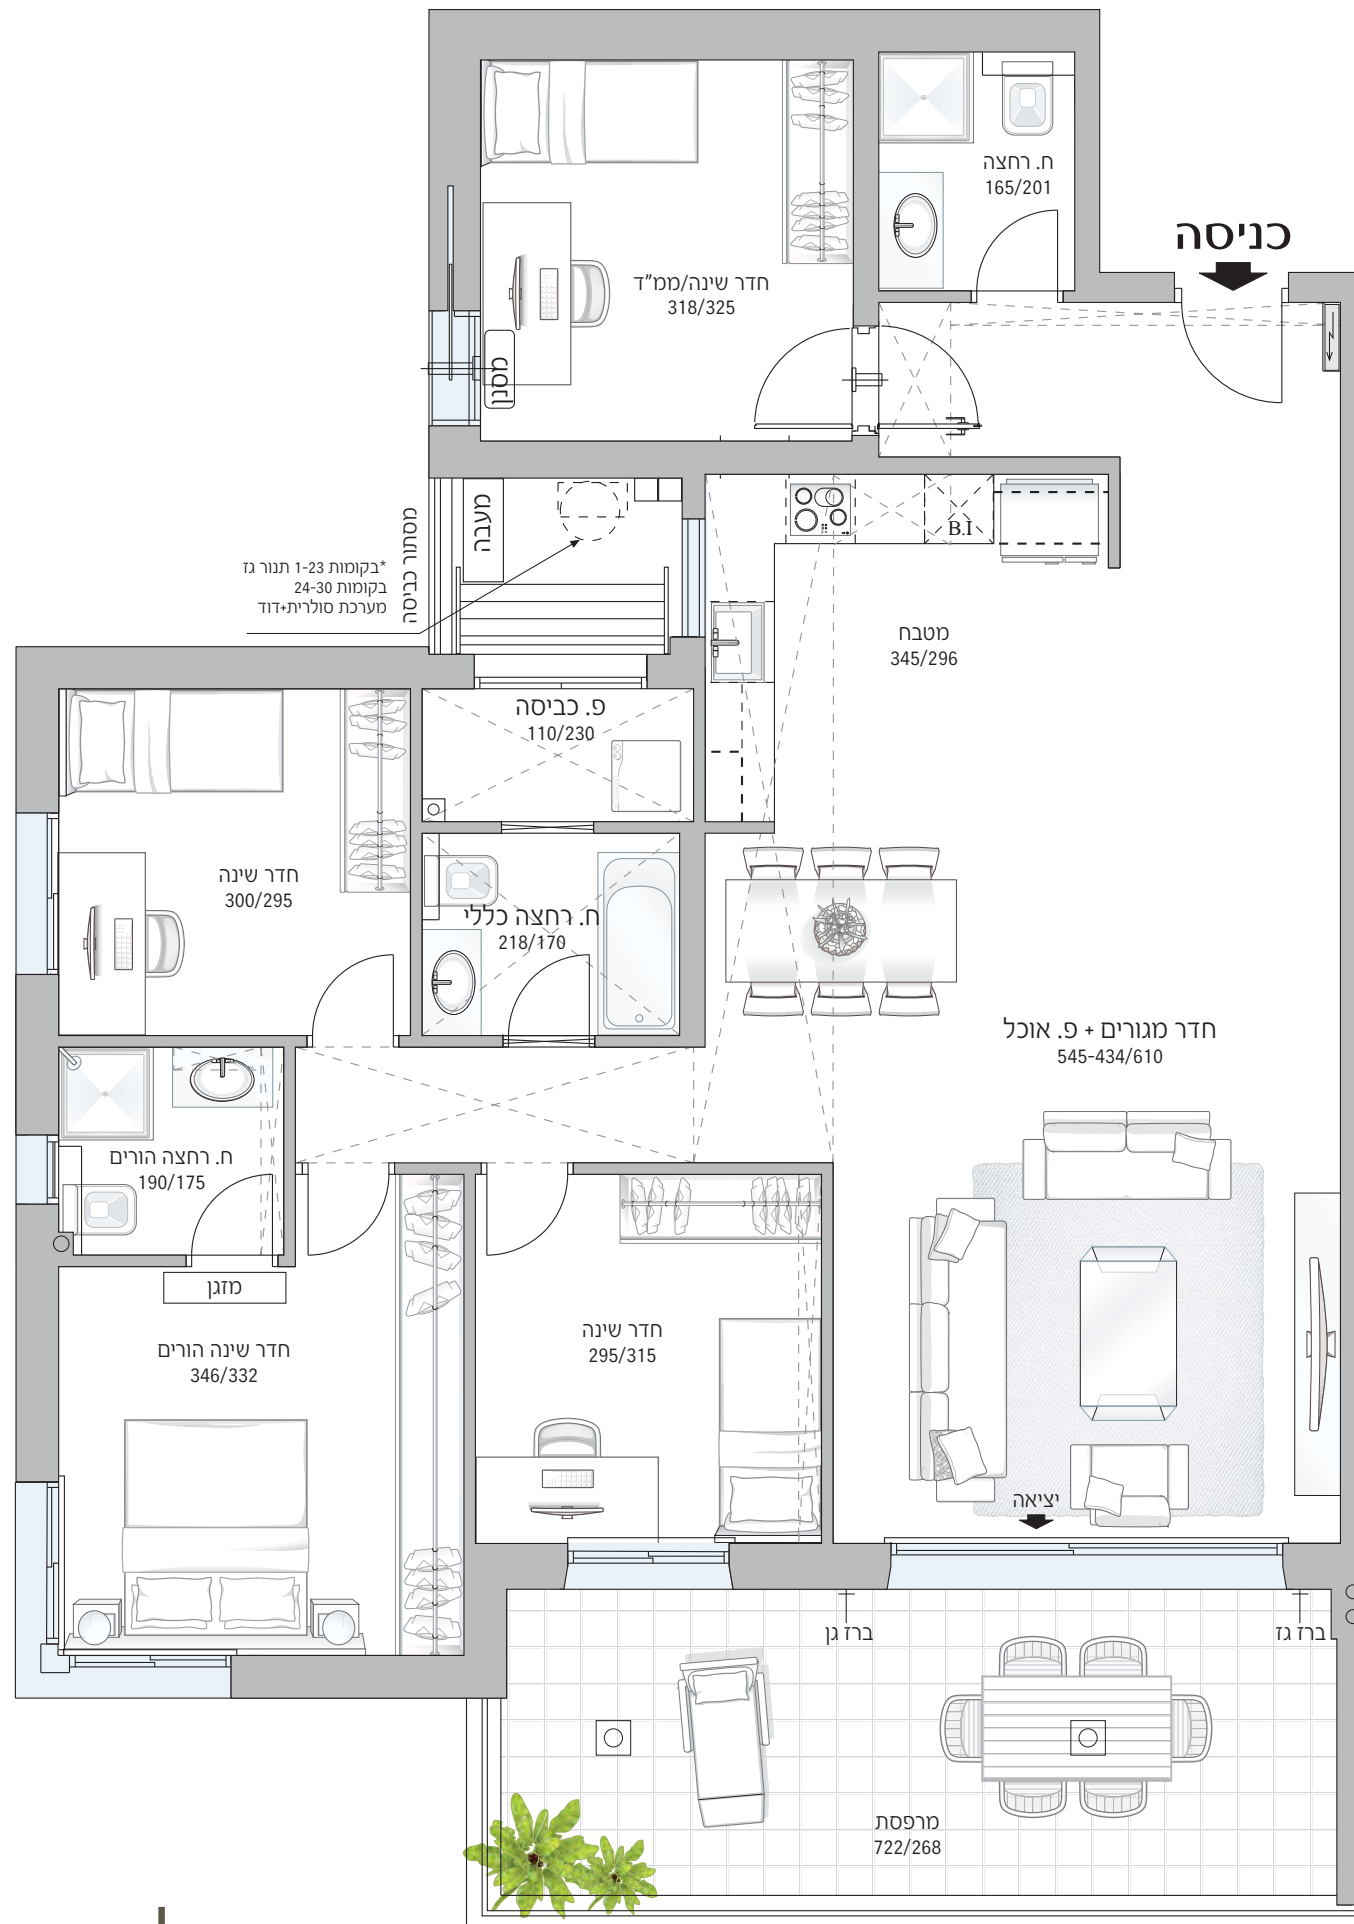 ח. רחצה
165/201
כניסה
חדר שינה/ממ"ד
318/325
מסנן
מעבה
מסתור כביסה
*בקומות 1-23 תנור גז
בקומות 24-30
מערכת סולרית+דוד
B.I
מטבח
345/296
פ. כביסה
110/230
חדר שינה
300/295
ח. רחצה כללי
218/170
חדר מגורים + פ. אוכל
545-434/610
ח. רחצה הורים
190/175
מזגן
חדר שינה הורים
346/332
חדר שינה
295/315
יציאה
ברז גן
ברז גז
מרפסת
722/268